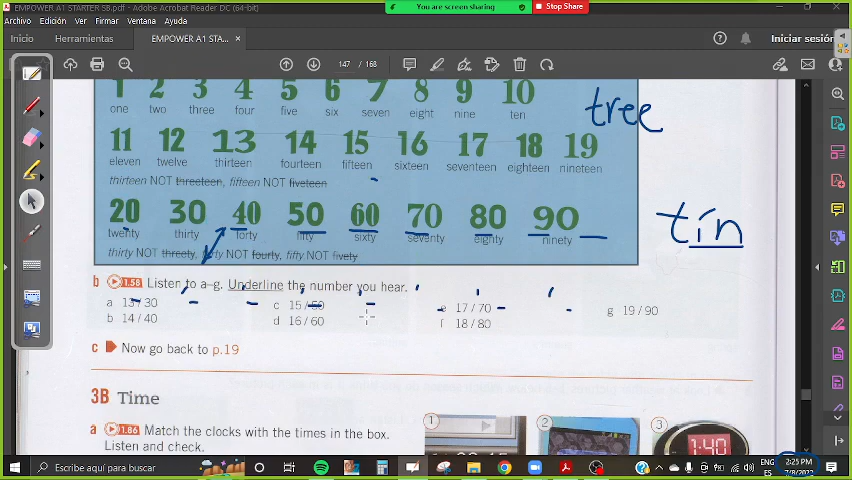 EMPOWER A1 STARTER SB.pdf - Adobe Acrobat Reader DC (64-bit)
You are screen sharing
Stop Share
Archivo Edición Ver Firmar Ventana Ayuda
Inicio Herramientas EMPOWER A1 STA... × Iniciar sesión
147 / 168
1 2 3 4 5 6 7 8 9 10
one two three four five six seven eight nine ten
tree
11 12 13 14 15 16 17 18 19
eleven twelve thirteen fourteen fifteen sixteen seventeen eighteen nineteen
thirteen NOT threeteen, fifteen NOT fiveteen
20 30 40 50 60 70 80 90
twenty thirty forty fifty sixty seventy eighty ninety
tin
thirty NOT threety, forty NOT fourty, fifty NOT fivety
b 1.58 Listen to a–g. Underline the number you hear.
a 13 / 30 c 15 / 50 e 17 / 70 g 19 / 90
b 14 / 40 d 16 / 60 f 18 / 80
c Now go back to p.19
3B Time
a 1.86 Match the clocks with the times in the box.
Listen and check.
1 2 3
1:40
Escribe aquí para buscar
ENG
ES
2:25 PM